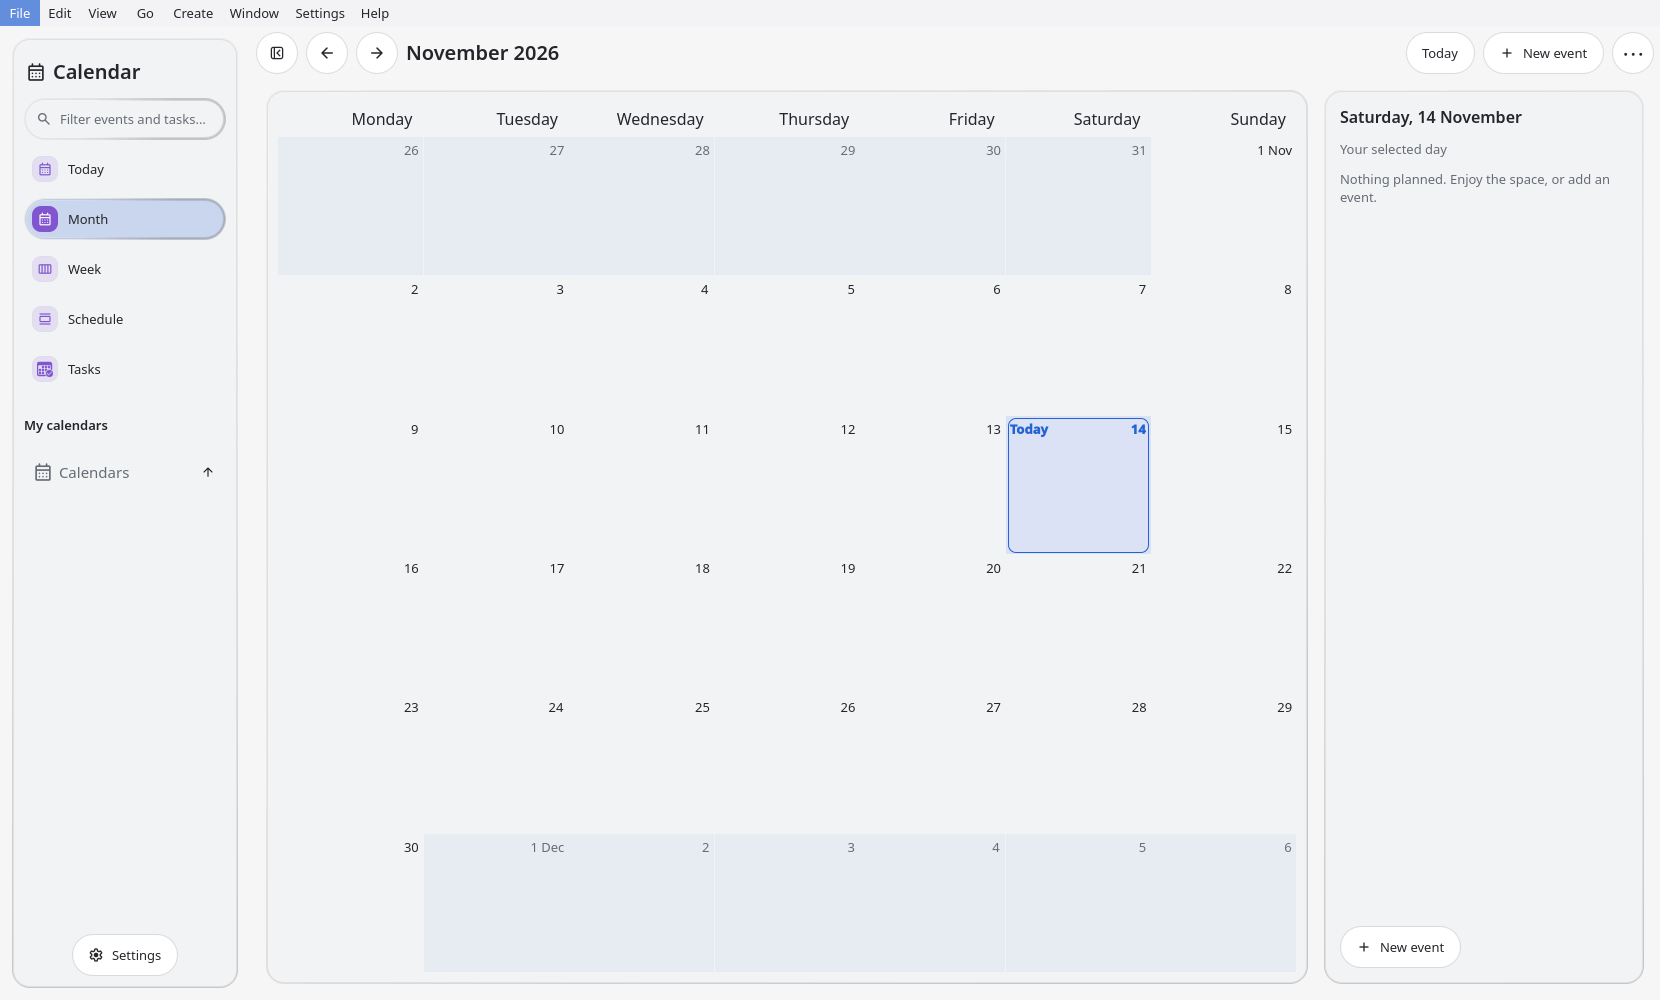 File Edit View Go Create Window Settings Help
Calendar
Filter events and tasks...
Today
Month
Week
Schedule
Tasks
My calendars
Calendars
Settings
November 2026
Today
New event
Monday Tuesday Wednesday Thursday Friday Saturday Sunday
26 27 28 29 30 31 1 Nov
2 3 4 5 6 7 8
9 10 11 12 13 Today 14 15
16 17 18 19 20 21 22
23 24 25 26 27 28 29
30 1 Dec 2 3 4 5 6
Saturday, 14 November
Your selected day
Nothing planned. Enjoy the space, or add an
event.
New event